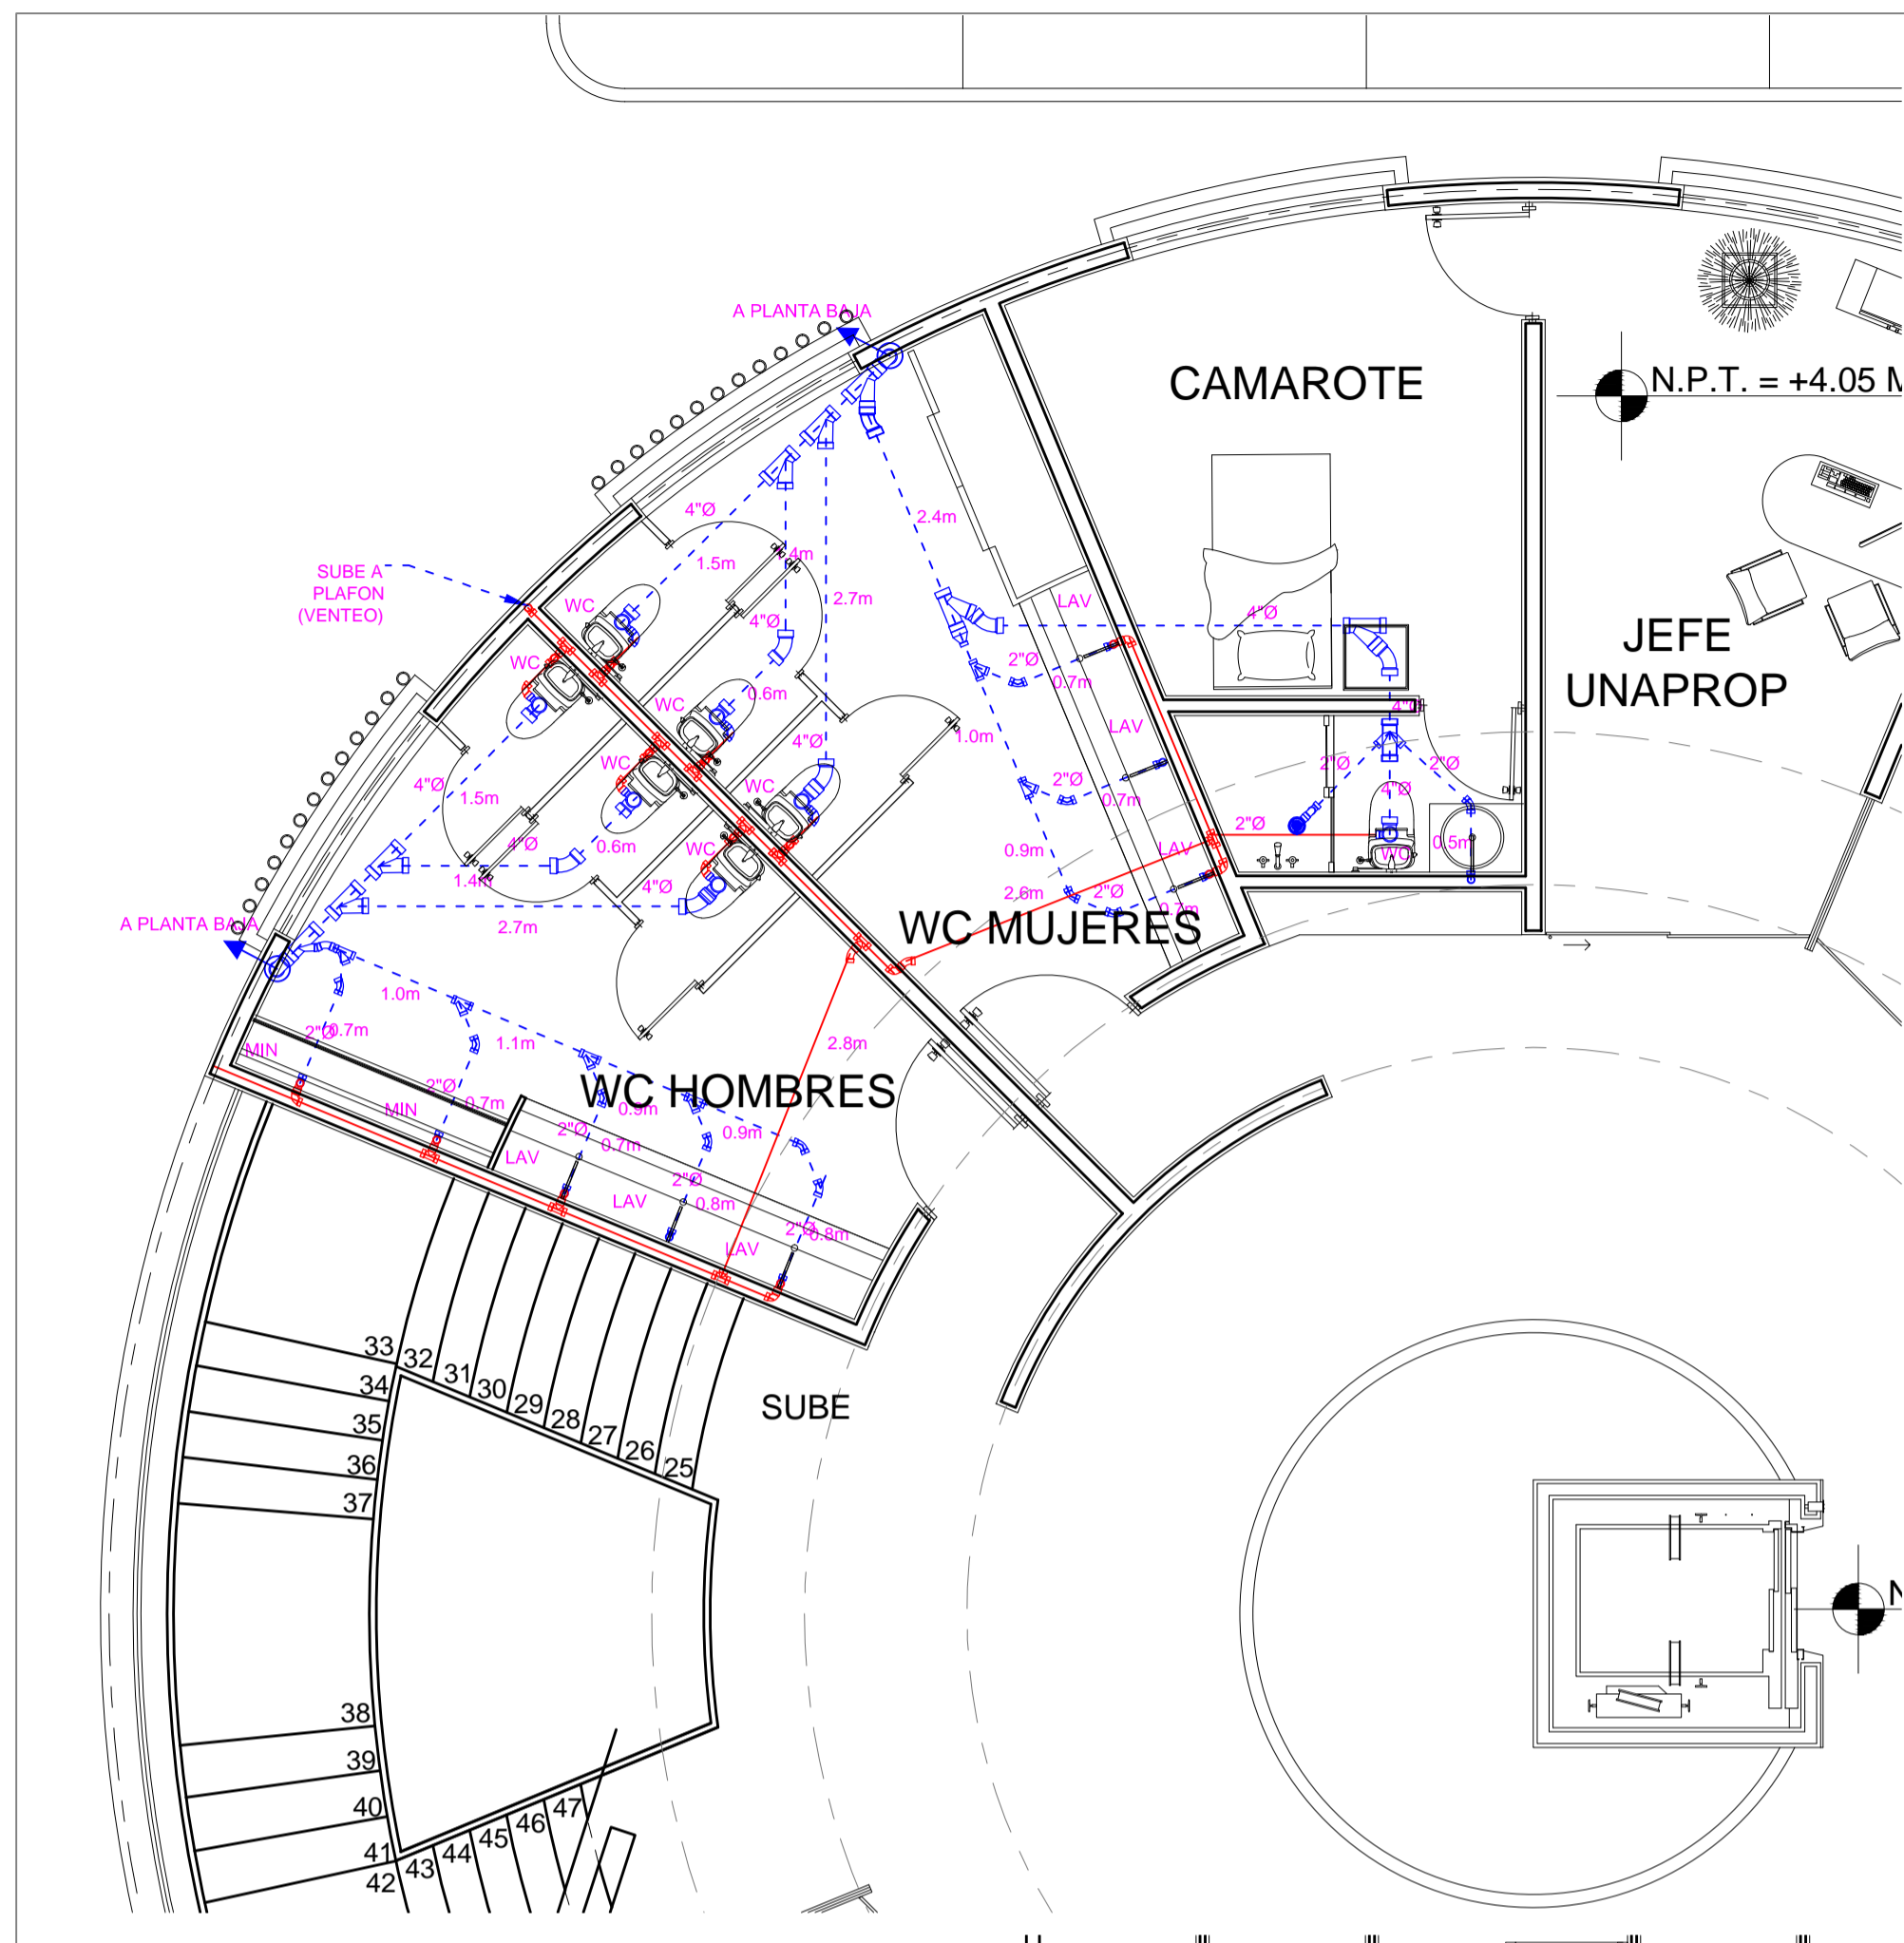 A PLANTA BAJA
CAMAROTE
N.P.T. = +4.05 M
4"Ø
2.4m
1.5m
SUBE A
PLAFON
(VENTEO)
2.7m
WC
LAV
4"Ø
4"Ø
JEFE
UNAPROP
WC
2"Ø
0.7m
0.6m
WC
4"Ø
LAV
1.0m
4"Ø
WC
2"Ø
2"Ø
4"Ø
1.5m
WC
2"Ø
0.7m
4"Ø
2"Ø
4"Ø
0.6m
WC
0.9m
LAV
WC
0.5m
1.4m
4"Ø
2.6m
2"Ø
0.7m
A PLANTA BAJA
2.7m
WC MUJERES
1.0m
2"Ø
0.7m
1.1m
2.8m
MIN
2"Ø
WC HOMBRES
MIN
0.7m
0.9m
2"Ø
0.7m
0.9m
LAV
2"Ø
LAV
0.8m
2"Ø
0.8m
LAV
33
32
31
30
29
28
27
26
25
SUBE
34
35
36
37
38
39
40
41
42
43
44
45
46
47